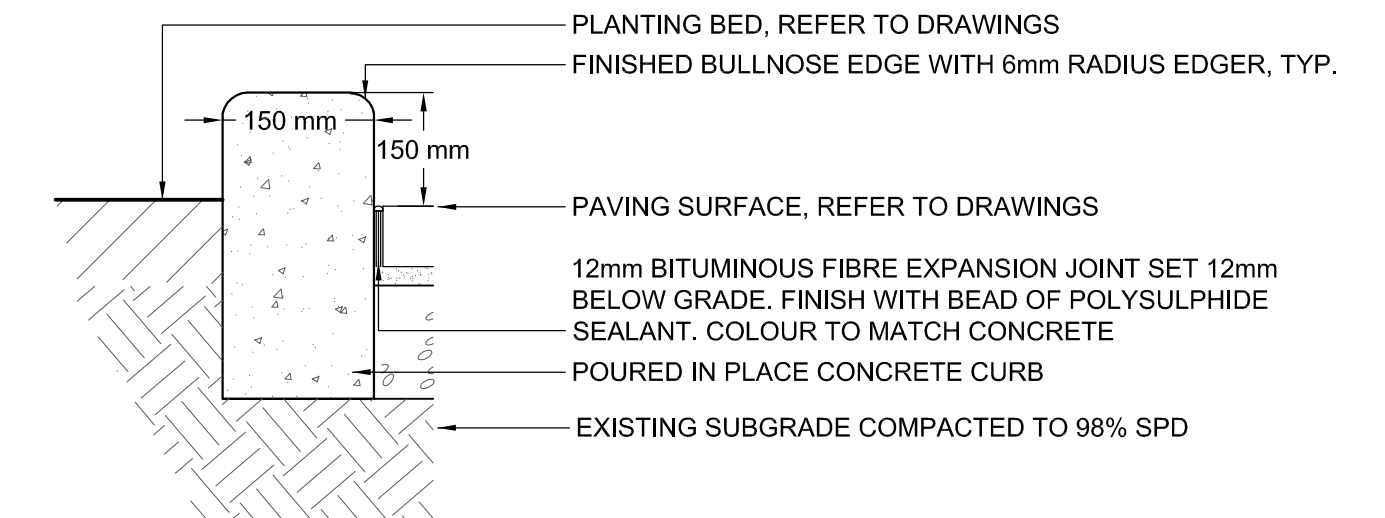 PLANTING BED, REFER TO DRAWINGS
FINISHED BULLNOSE EDGE WITH 6mm RADIUS EDGER, TYP.
150 mm
150 mm
PAVING SURFACE, REFER TO DRAWINGS
12mm BITUMINOUS FIBRE EXPANSION JOINT SET 12mm
BELOW GRADE. FINISH WITH BEAD OF POLYSULPHIDE
SEALANT. COLOUR TO MATCH CONCRETE
POURED IN PLACE CONCRETE CURB
EXISTING SUBGRADE COMPACTED TO 98% SPD